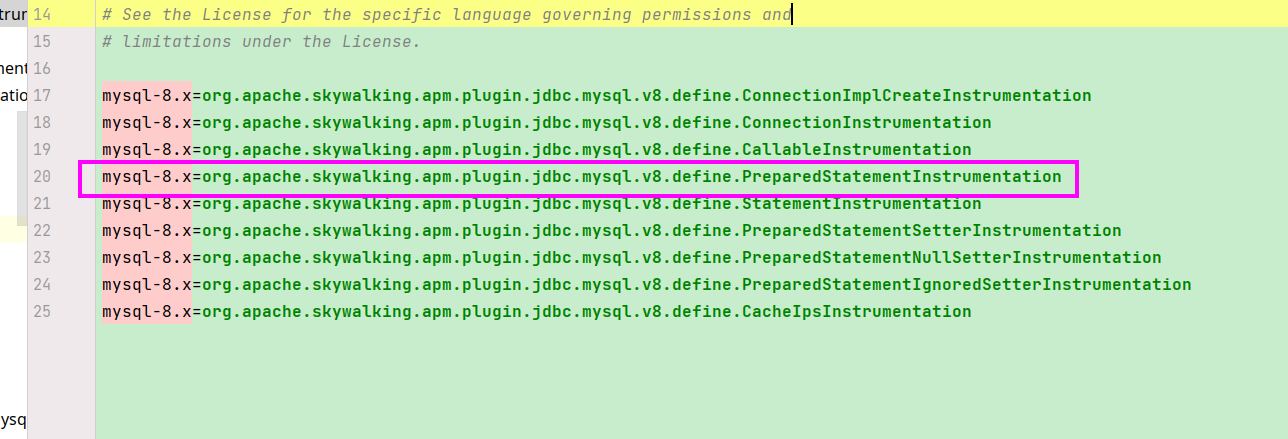 14 # See the License for the specific language governing permissions and
15 # limitations under the License.
16
17 mysql-8.x=org.apache.skywalking.apm.plugin.jdbc.mysql.v8.define.ConnectionImplCreateInstrumentation
18 mysql-8.x=org.apache.skywalking.apm.plugin.jdbc.mysql.v8.define.ConnectionInstrumentation
19 mysql-8.x=org.apache.skywalking.apm.plugin.jdbc.mysql.v8.define.CallableInstrumentation
20 mysql-8.x=org.apache.skywalking.apm.plugin.jdbc.mysql.v8.define.PreparedStatementInstrumentation
21 mysql-8.x=org.apache.skywalking.apm.plugin.jdbc.mysql.v8.define.StatementInstrumentation
22 mysql-8.x=org.apache.skywalking.apm.plugin.jdbc.mysql.v8.define.PreparedStatementSetterInstrumentation
23 mysql-8.x=org.apache.skywalking.apm.plugin.jdbc.mysql.v8.define.PreparedStatementNullSetterInstrumentation
24 mysql-8.x=org.apache.skywalking.apm.plugin.jdbc.mysql.v8.define.PreparedStatementIgnoredSetterInstrumentation
25 mysql-8.x=org.apache.skywalking.apm.plugin.jdbc.mysql.v8.define.CacheIpsInstrumentation